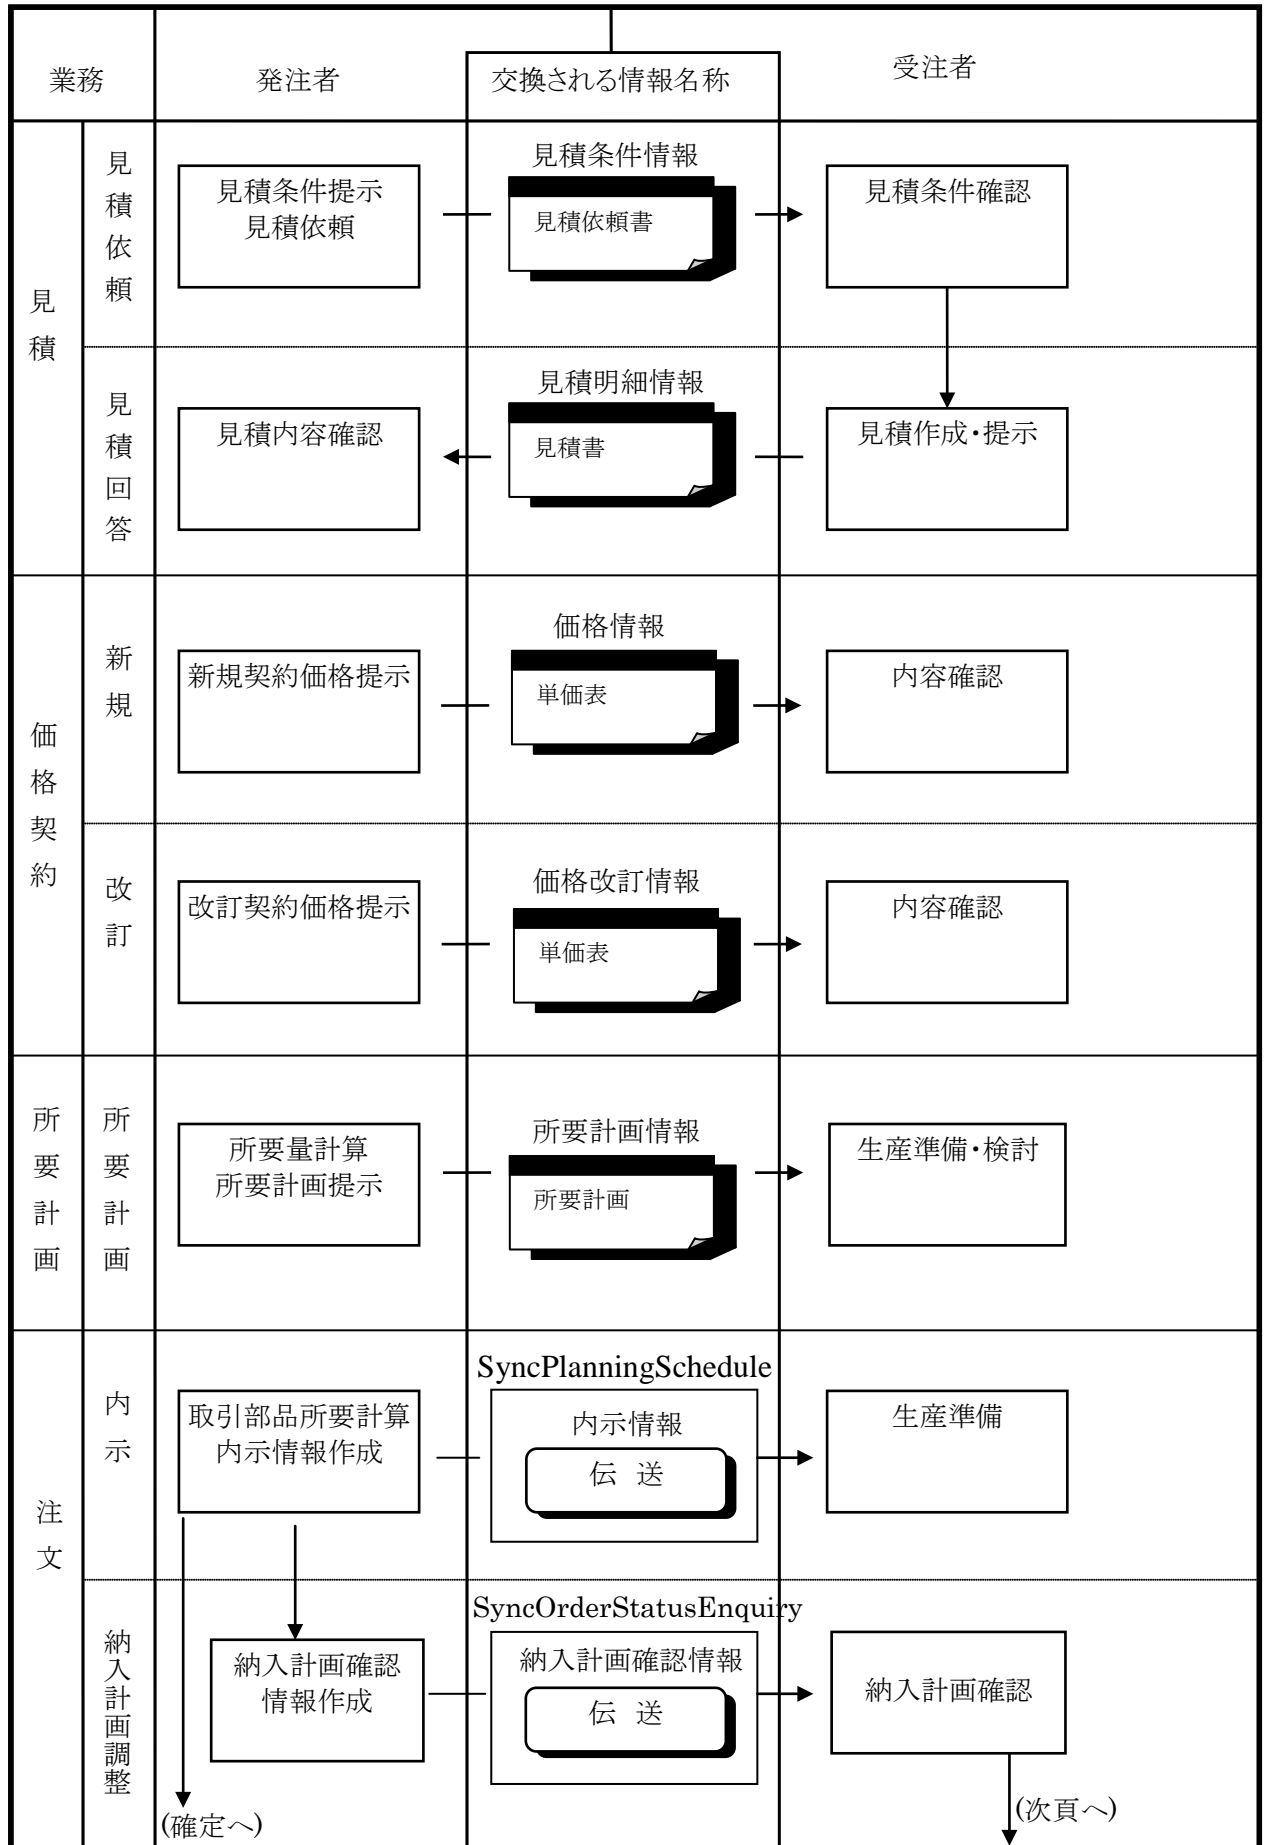 業務
発注者
交換される情報名称
受注者
見積
見積依頼
見積条件提示
見積依頼
見積条件情報
見積依頼書
見積条件確認
見積回答
見積内容確認
見積明細情報
見積書
見積作成・提示
価格契約
新規
新規契約価格提示
価格情報
単価表
内容確認
改訂
改訂契約価格提示
価格改訂情報
単価表
内容確認
所要計画
所要計画
所要量計算
所要計画提示
所要計画情報
所要計画
生産準備・検討
注文
内示
取引部品所要計算
内示情報作成
SyncPlanningSchedule
内示情報
伝 送
生産準備
納入計画調整
納入計画確認
情報作成
SyncOrderStatusEnquiry
納入計画確認情報
伝 送
納入計画確認
(確定へ)
(次頁へ)